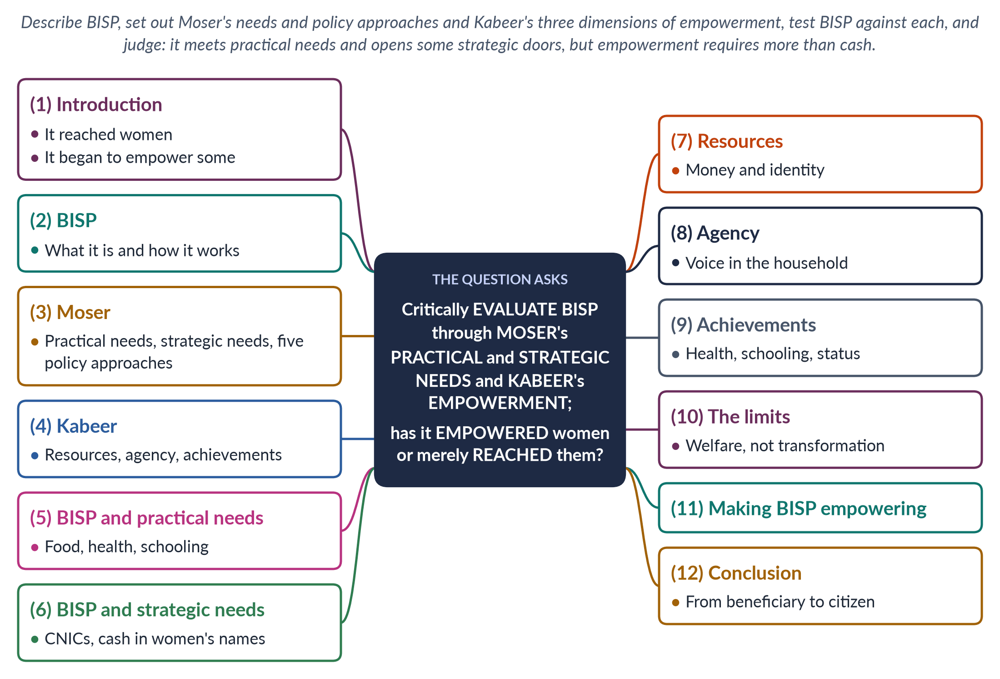 Describe BISP, set out Moser's needs and policy approaches and Kabeer's three dimensions of empowerment, test BISP against each, and
judge: it meets practical needs and opens some strategic doors, but empowerment requires more than cash.
(1) Introduction
• It reached women
• It began to empower some
(2) BISP
• What it is and how it works
(3) Moser
• Practical needs, strategic needs, five
policy approaches
(4) Kabeer
• Resources, agency, achievements
(5) BISP and practical needs
• Food, health, schooling
(6) BISP and strategic needs
• CNICs, cash in women's names
THE QUESTION ASKS
Critically EVALUATE BISP
through MOSER's
PRACTICAL and STRATEGIC
NEEDS and KABEER's
EMPOWERMENT;
has it EMPOWERED women
or merely REACHED them?
(7) Resources
• Money and identity
(8) Agency
• Voice in the household
(9) Achievements
• Health, schooling, status
(10) The limits
• Welfare, not transformation
(11) Making BISP empowering
(12) Conclusion
• From beneficiary to citizen